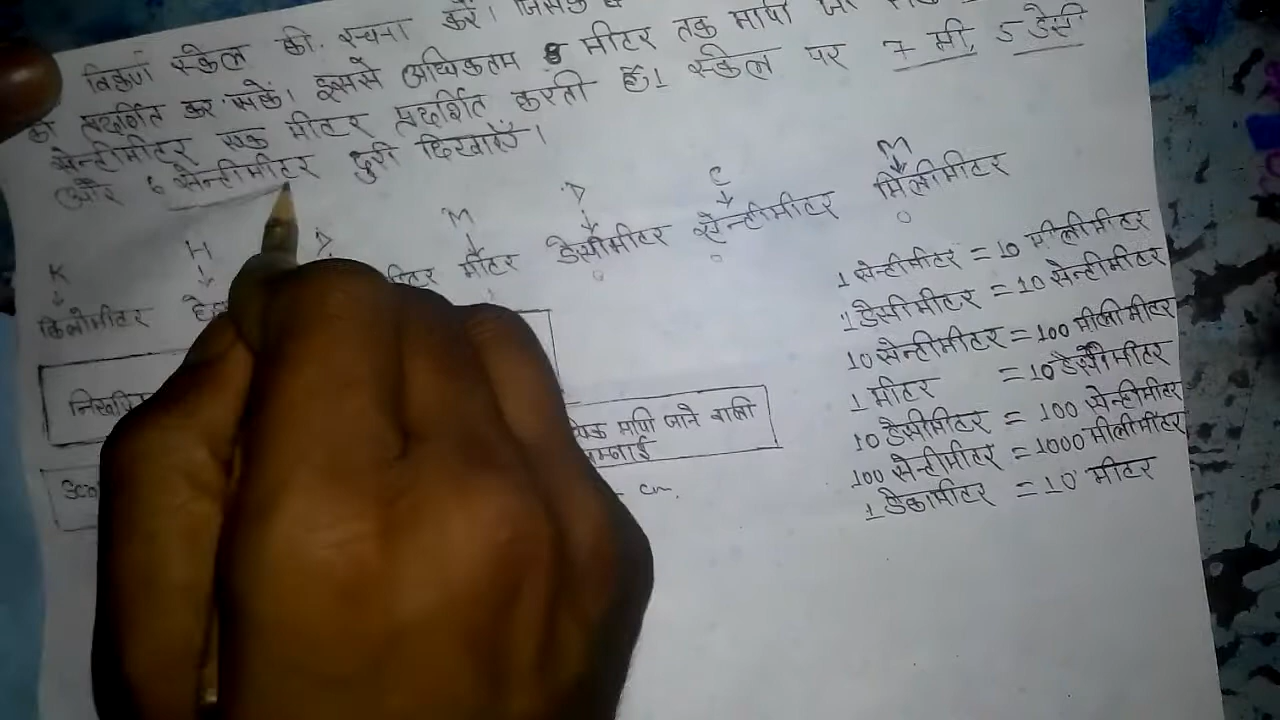 विकर्ण स्केल की रचना करें। जिसके
को प्रदर्शित कर सकें। इससे अधिकतम 8 मीटर तक मापी जा
सेन्टीमीटर एक मीटर प्रदर्शित करती है। स्केल पर 7 मी, 5 डेसी
और 6 सेन्टीमीटर दुरी दिखाएँ।
K H D M D C M
किलोमीटर मीटर मीटर डेसीमीटर सेन्टीमीटर मिलीमीटर
1 सेन्टीमीटर = 10 मीलीमीटर
1 डेसीमीटर = 10 सेन्टीमीटर
10 सेन्टीमीटर = 100 मीलीमीटर
1 मीटर = 10 डेसीमीटर
10 डेसीमीटर = 100 सेन्टीमीटर
100 सेन्टीमीटर = 1000 मीलीमीटर
1 डेकामीटर = 10 मीटर
मापी जाने वाली
cm.